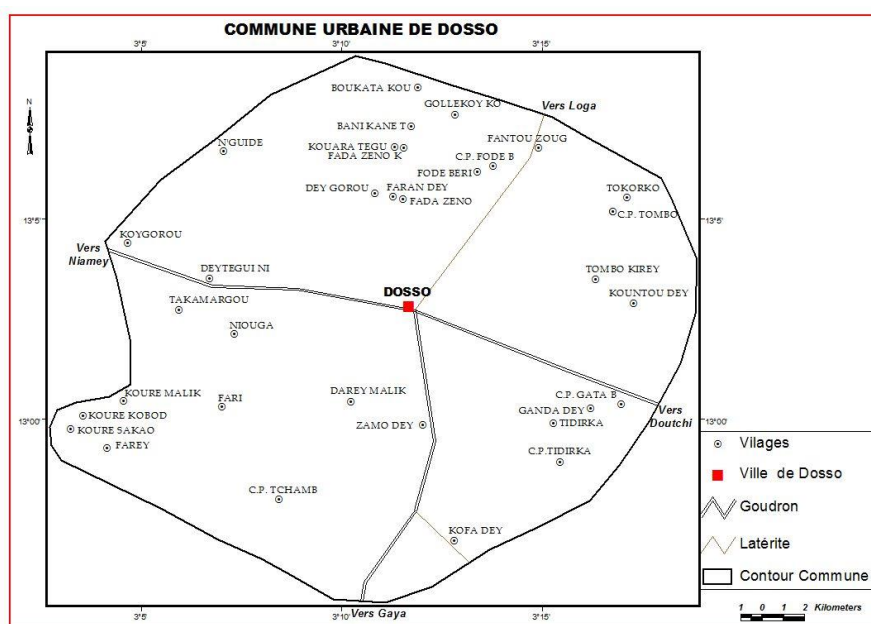 COMMUNE URBAINE DE DOSSO
3°5'
3°10'
3°15'
BOUKATA KOU
GOLLEKOY KO
Vers Loga
BANI KANE T
N
N'GUIDE
KOUARA TEGU
FADA ZENO K
FANTOU ZOUG
C.P. FODE B
FODE BERI
DEY GOROU
FARAN DEY
FADA ZENO
TOKORKO
C.P. TOMBO
13°5'
13°5'
KOYGOROU
Vers
Niamey
DEYTEGUI NI
TOMBO KIREY
DOSSO
KOUNTOU DEY
TAKAMARGOU
NIOUGA
KOURE MALIK
FARI
DAREY MALIK
C.P. GATA B
GANDA DEY
KOURE KOBOD
13°00'
13°00'
Vers
Doutchi
KOURE SAKAO
ZAMO DEY
TIDIRKA
FAREY
C.P.TIDIRKA
C.P. TCHAMB
KOFA DEY
Vers Gaya
3°5'
3°10'
3°15'
Vilages
Ville de Dosso
Goudron
Latérite
Contour Commune
1 0 1 2 Kilometers